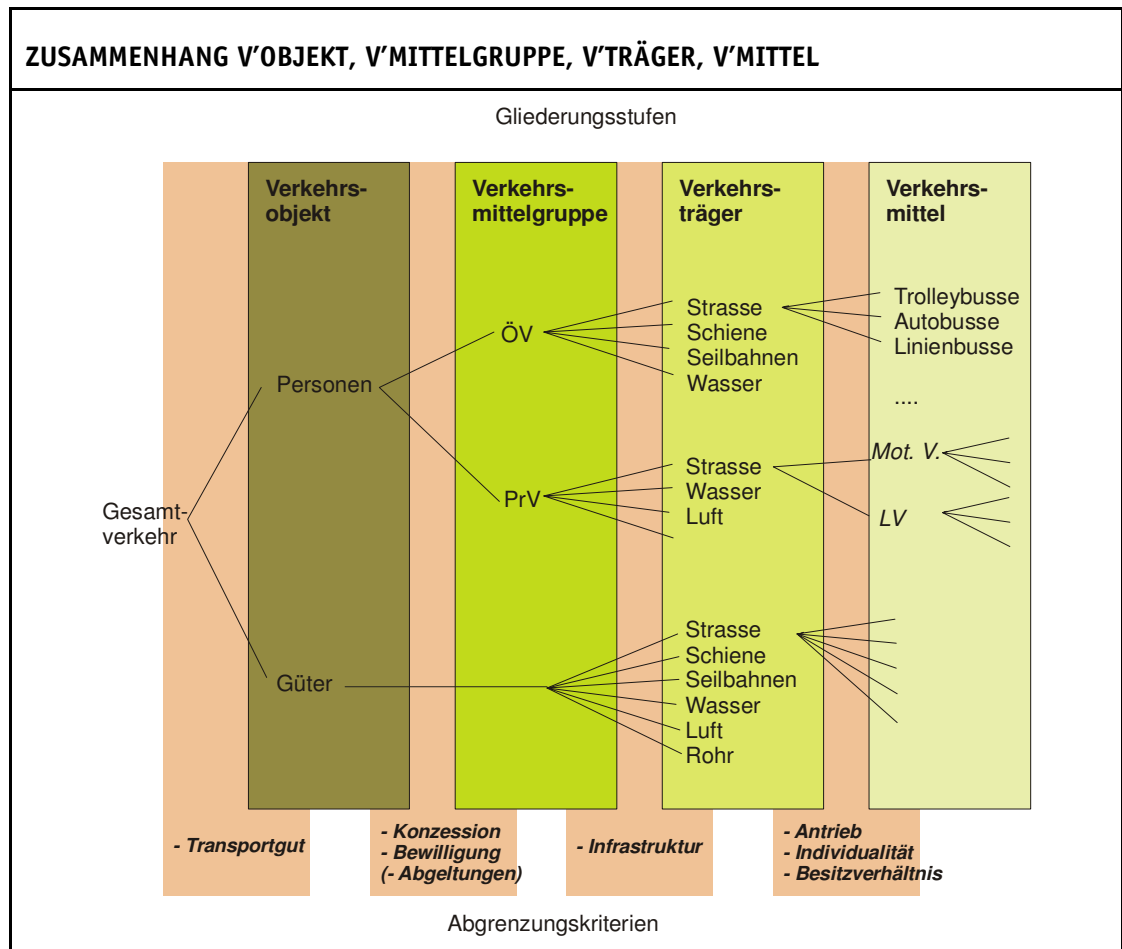 ZUSAMMENHANG V’OBJEKT, V’MITTELGRUPPE, V’TRÄGER, V’MITTEL
Gliederungsstufen
Verkehrs-
objekt
Verkehrs-
mittelgruppe
Verkehrs-
träger
Verkehrs-
mittel
Gesamt-
verkehr
Personen
Güter
ÖV
PrV
Strasse
Schiene
Seilbahnen
Wasser
Strasse
Wasser
Luft
Strasse
Schiene
Seilbahnen
Wasser
Luft
Rohr
Trolleybusse
Autobusse
Linienbusse
....
Mot. V.
LV
- Transportgut
- Konzession
- Bewilligung
(- Abgeltungen)
- Infrastruktur
- Antrieb
- Individualität
- Besitzverhältnis
Abgrenzungskriterien